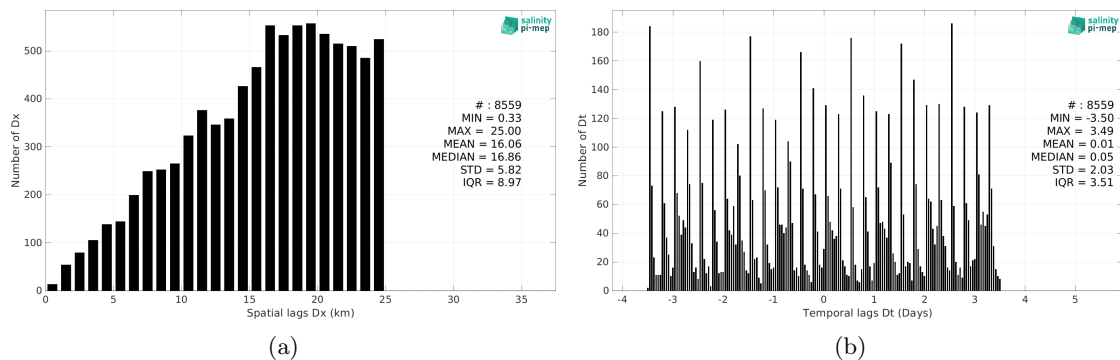 salinity
pi-mep
500
400
300
200
100
0
Number of Dx
# : 8559
MIN = 0.33
MAX = 25.00
MEAN = 16.06
MEDIAN = 16.86
STD = 5.82
IQR = 8.97
0 5 10 15 20 25 30 35
Spatial lags Dx (km)
(a)
salinity
pi-mep
180
160
140
120
100
80
60
40
20
0
Number of Dt
# : 8559
MIN = -3.50
MAX = 3.49
MEAN = 0.01
MEDIAN = 0.05
STD = 2.03
IQR = 3.51
-4 -3 -2 -1 0 1 2 3 4 5
Temporal lags Dt (Days)
(b)